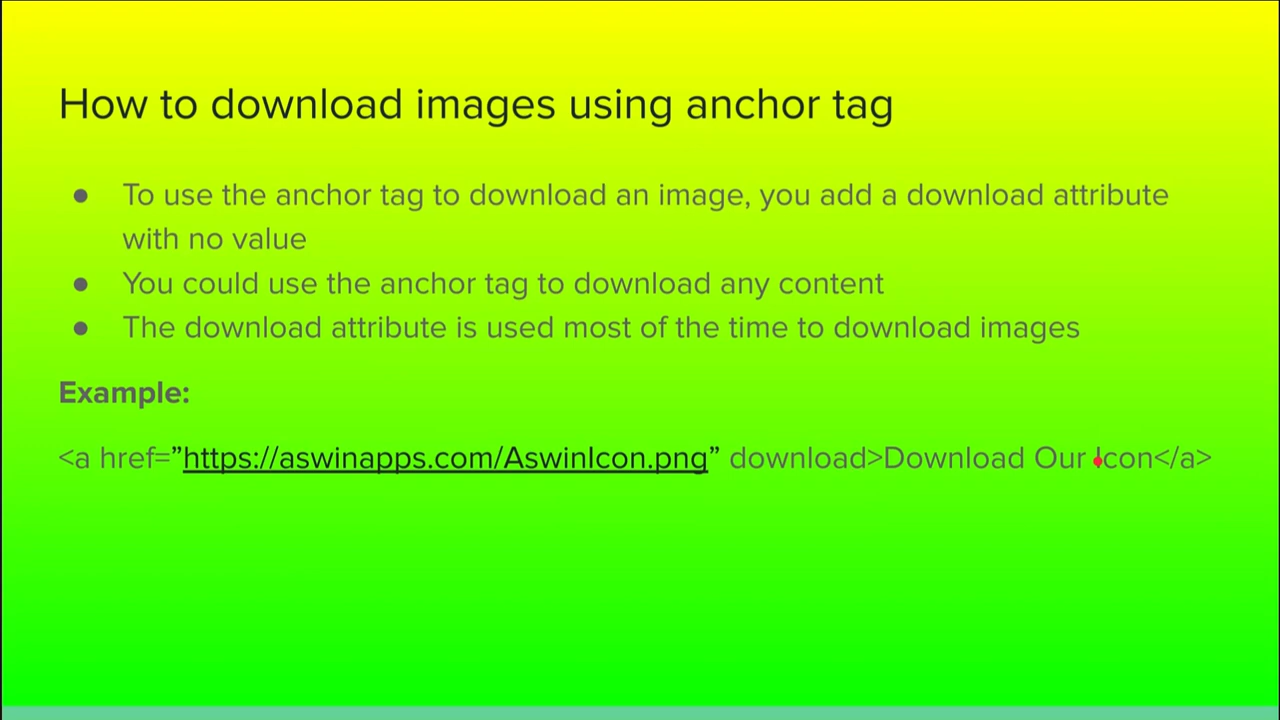 How to download images using anchor tag
● To use the anchor tag to download an image, you add a download attribute
with no value
● You could use the anchor tag to download any content
● The download attribute is used most of the time to download images
Example:
<a href=”https://aswinapps.com/AswinIcon.png” download>Download Our Icon</a>